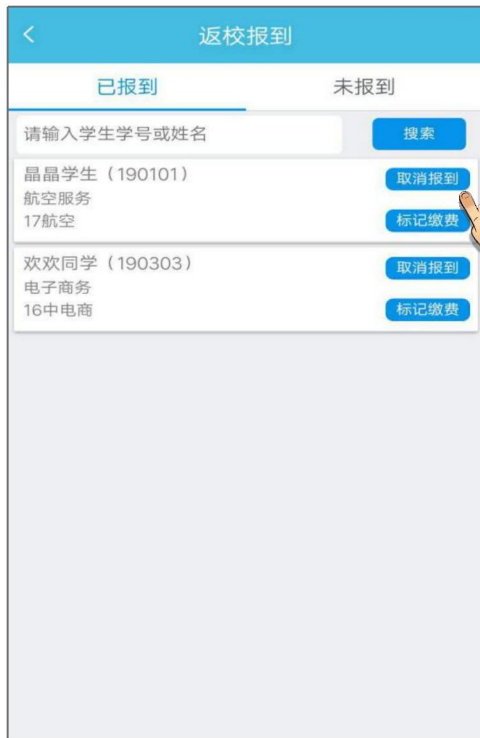 返校报到
已报到 未报到
请输入学生学号或姓名 搜索
晶晶学生（190101） 取消报到
航空服务
17航空 标记缴费
欢欢同学（190303） 取消报到
电子商务
16中电商 标记缴费